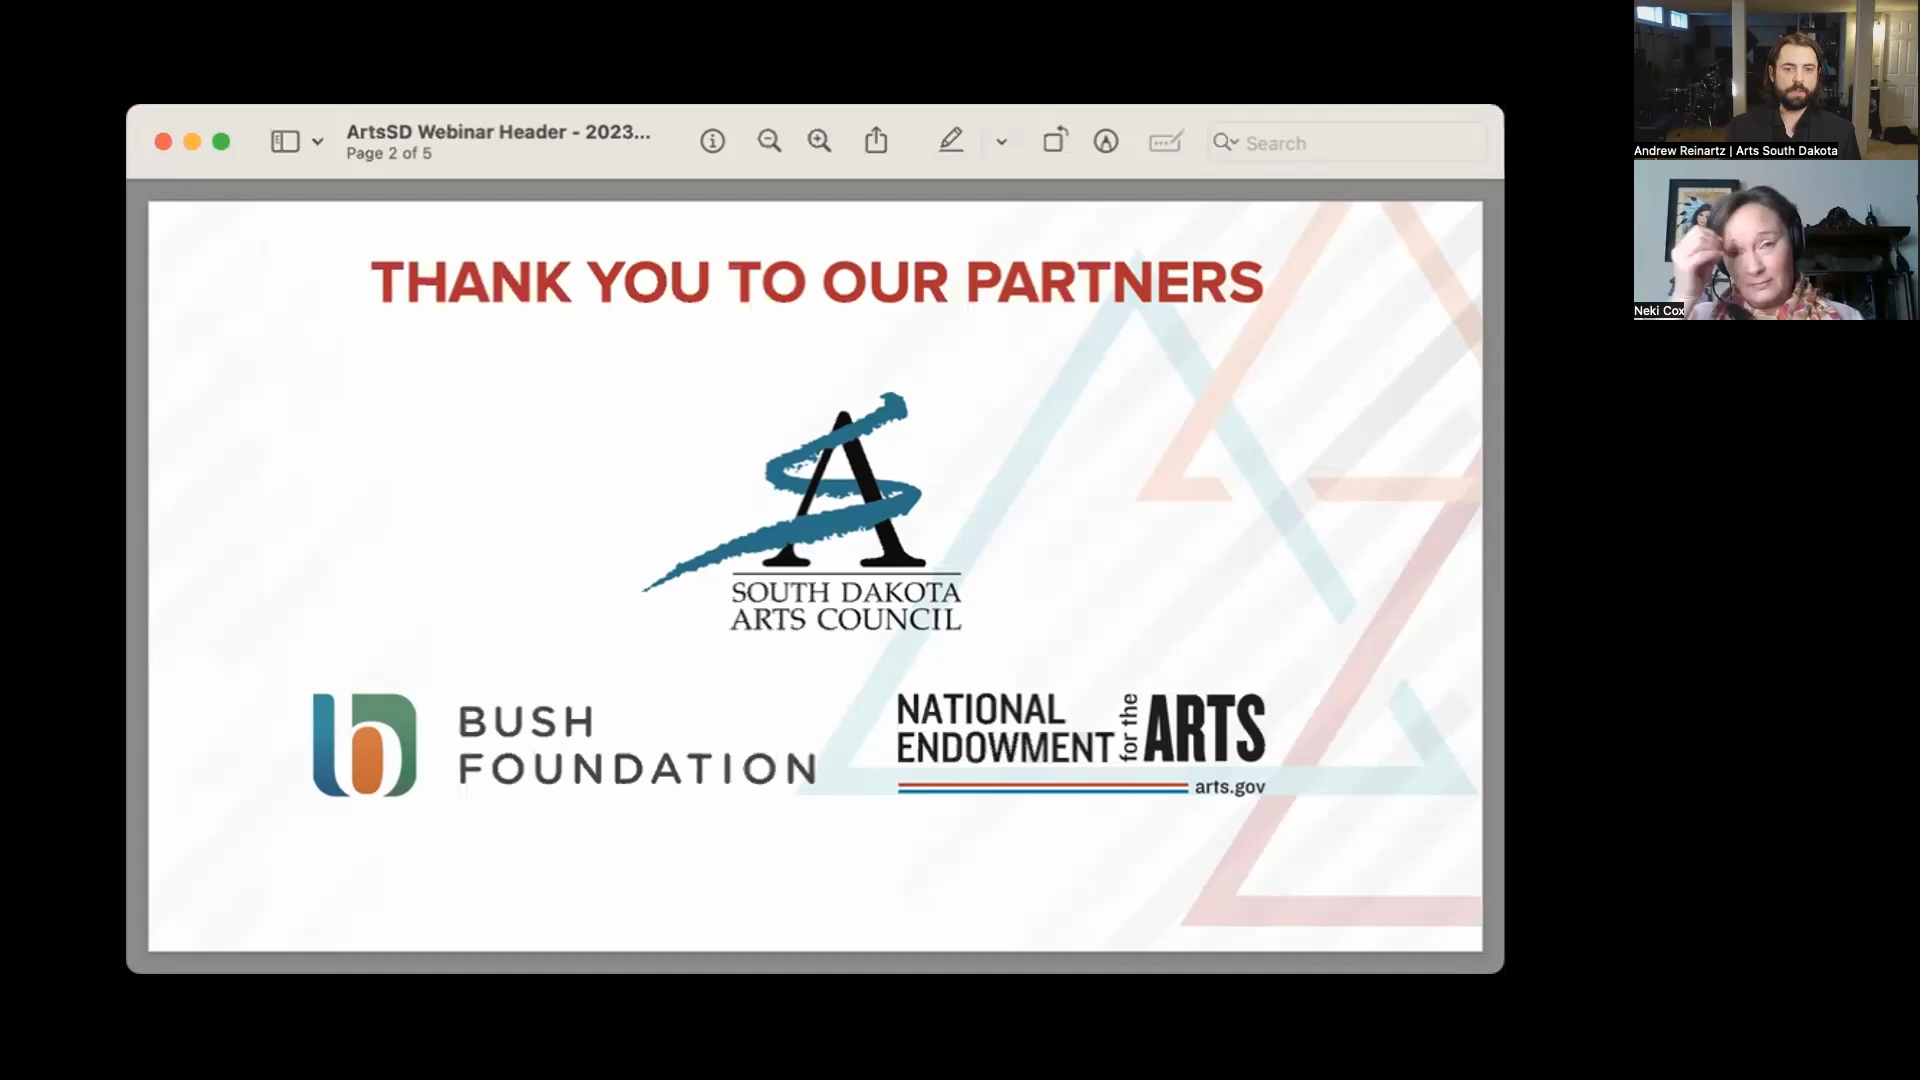 ArtsSD Webinar Header - 2023...
Page 2 of 5
Search
THANK YOU TO OUR PARTNERS
SOUTH DAKOTA
ARTS COUNCIL
BUSH
FOUNDATION
NATIONAL
ENDOWMENT
for the
ARTS
arts.gov
Andrew Reinartz | Arts South Dakota
Neki Cox